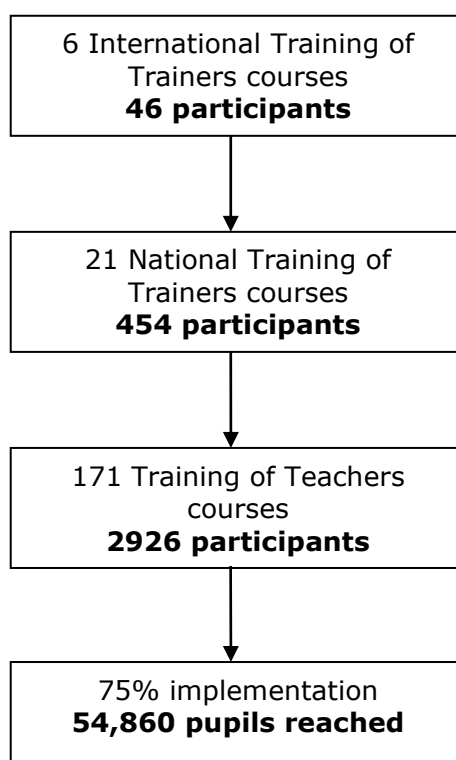 6 International Training of
Trainers courses
46 participants
21 National Training of
Trainers courses
454 participants
171 Training of Teachers
courses
2926 participants
75% implementation
54,860 pupils reached